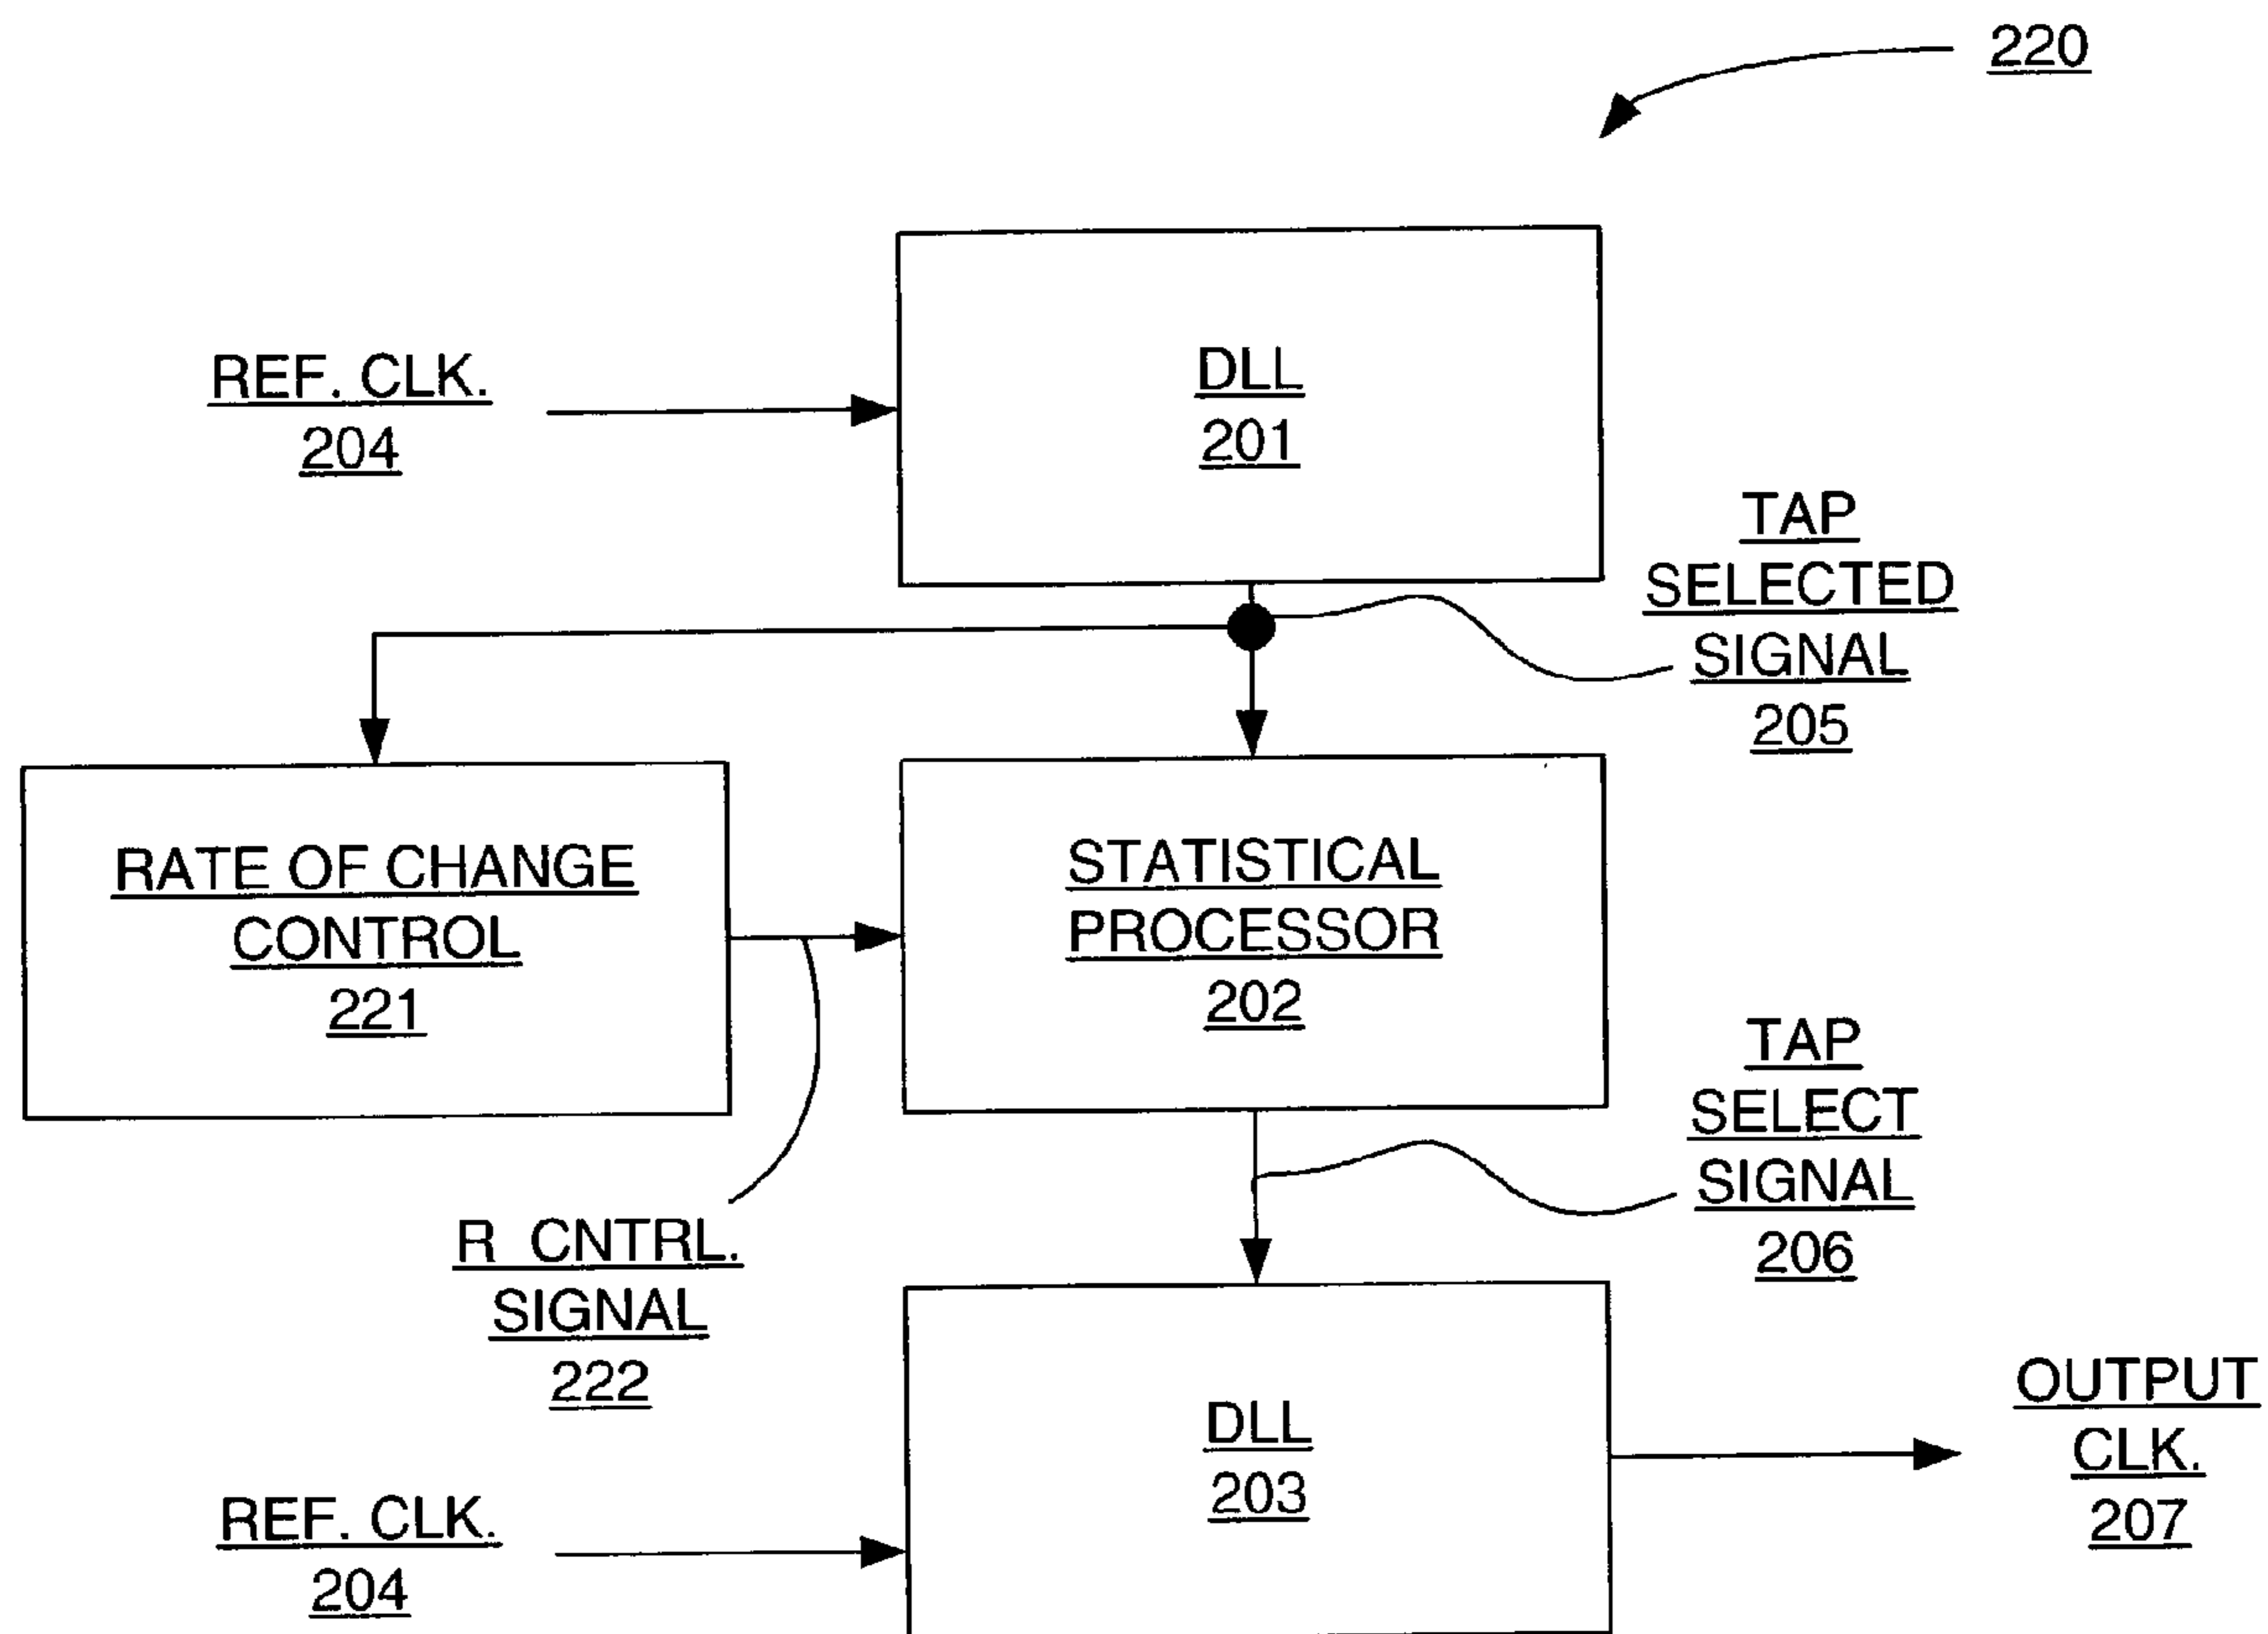 220
DLL
201
REF. CLK.
204
TAP
SELECTED
SIGNAL
205
RATE OF CHANGE
CONTROL
221
STATISTICAL
PROCESSOR
202
R CNTRL.
SIGNAL
222
TAP
SELECT
SIGNAL
206
DLL
203
REF. CLK.
204
OUTPUT
CLK.
207